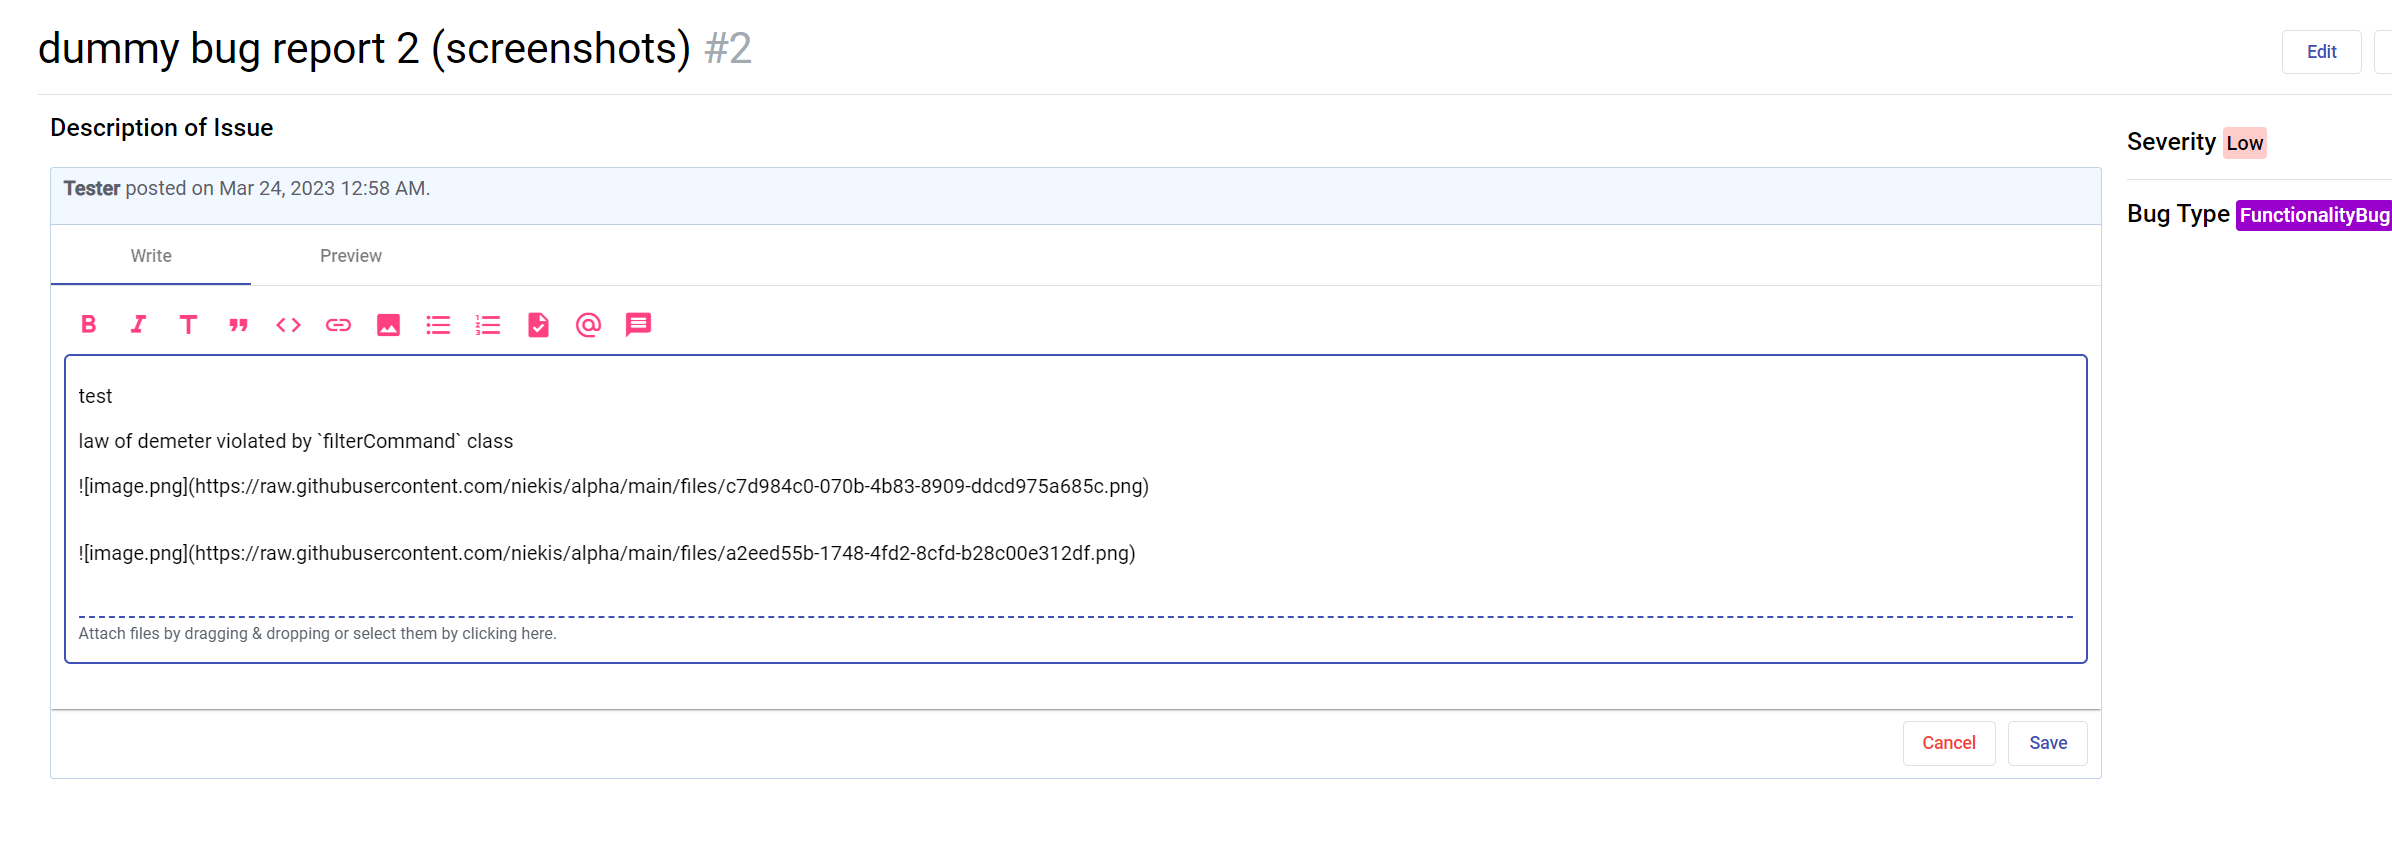 dummy bug report 2 (screenshots) #2
Edit
Description of Issue
Severity Low
Tester posted on Mar 24, 2023 12:58 AM.
Bug Type FunctionalityBug
Write Preview
test
law of demeter violated by `filterCommand` class
![image.png](https://raw.githubusercontent.com/niekis/alpha/main/files/c7d984c0-070b-4b83-8909-ddcd975a685c.png)
![image.png](https://raw.githubusercontent.com/niekis/alpha/main/files/a2eed55b-1748-4fd2-8cfd-b28c00e312df.png)
Attach files by dragging & dropping or select them by clicking here.
Cancel Save